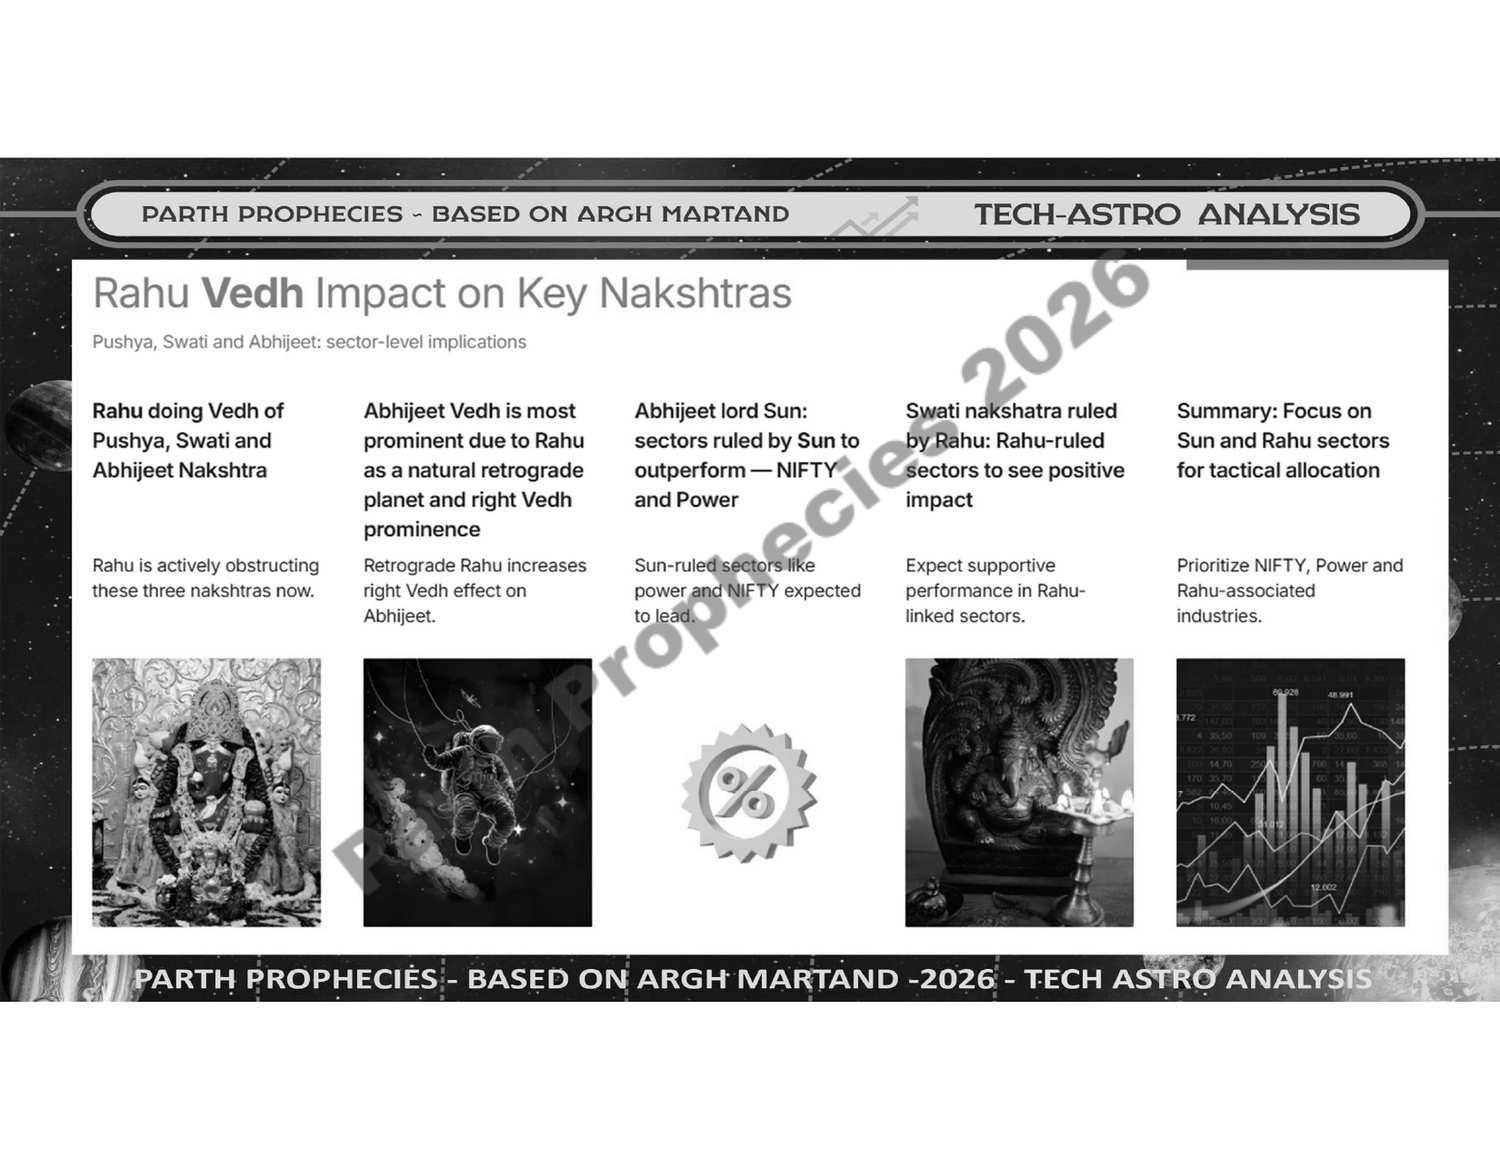 PARTH PROPHECIES ~ BASED ON ARGH MARTAND
TECH-ASTRO ANALYSIS
Rahu Vedh Impact on Key Nakshtras
Pushya, Swati and Abhijeet: sector-level implications
Rahu doing Vedh of
Pushya, Swati and
Abhijeet Nakshtra
Rahu is actively obstructing
these three nakshtras now.
Abhijeet Vedh is most
prominent due to Rahu
as a natural retrograde
planet and right Vedh
prominence
Retrograde Rahu increases
right Vedh effect on
Abhijeet.
Abhijeet lord Sun:
sectors ruled by Sun to
outperform — NIFTY
and Power
Sun-ruled sectors like
power and NIFTY expected
to lead.
Swati nakshatra ruled
by Rahu: Rahu-ruled
sectors to see positive
impact
Expect supportive
performance in Rahu-
linked sectors.
Summary: Focus on
Sun and Rahu sectors
for tactical allocation
Prioritize NIFTY, Power and
Rahu-associated
industries.
Parth Prophecies 2026
%
69,928
48.991
12.002
PARTH PROPHECIES - BASED ON ARGH MARTAND -2026 - TECH ASTRO ANALYSIS